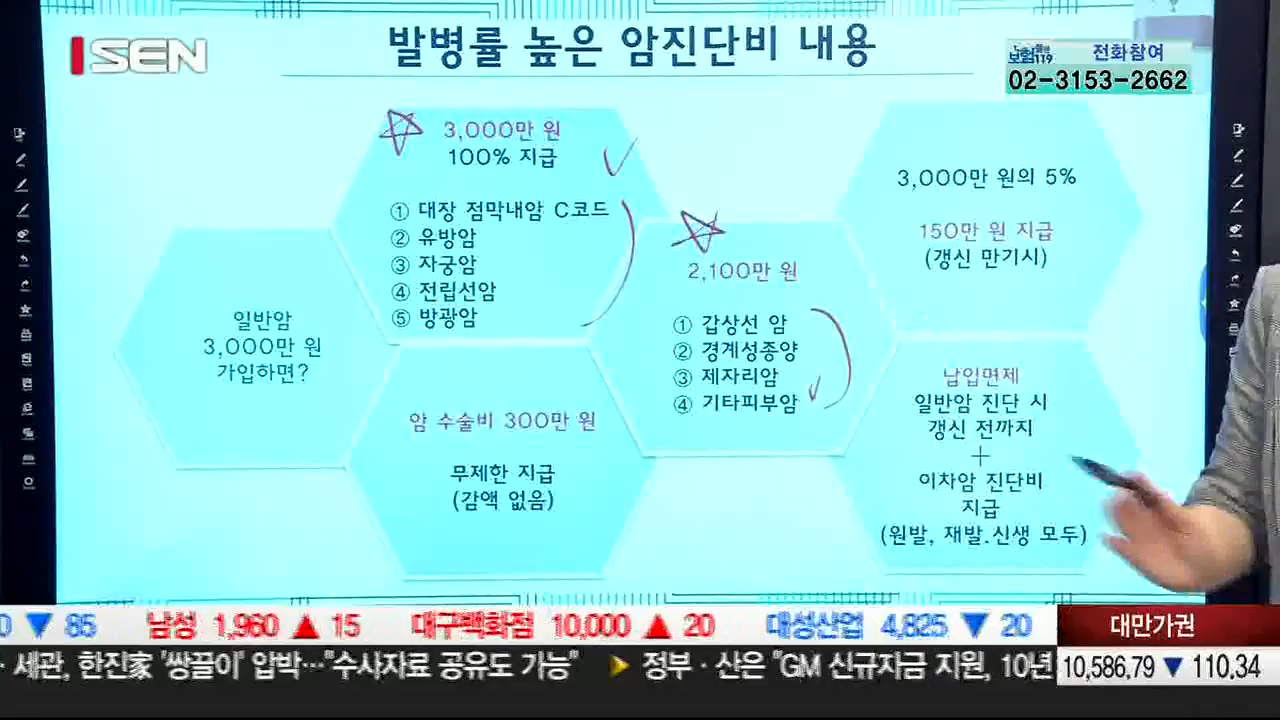 SEN
발병률 높은 암진단비 내용
보험119
전화참여
02-3153-2662
일반암
3,000만 원
가입하면?
3,000만 원
100% 지급
① 대장 점막내암 C코드
② 유방암
③ 자궁암
④ 전립선암
⑤ 방광암
암 수술비 300만 원
무제한 지급
(감액 없음)
2,100만 원
① 갑상선 암
② 경계성종양
③ 제자리암
④ 기타피부암
3,000만 원의 5%
150만 원 지급
(갱신 만기시)
납입면제
일반암 진단 시
갱신 전까지
+
이차암 진단비
지급
(원발, 재발.신생 모두)
0 ▼ 85 남성 1,960 ▲ 15 대구백화점 10,000 ▲ 20 대성산업 4,825 ▼ 20
대만가권
세관, 한진家 '쌍끌이' 압박…"수사자료 공유도 가능" ▶ 정부·산은 "GM 신규자금 지원, 10년
10,586,79 ▼ 110,34